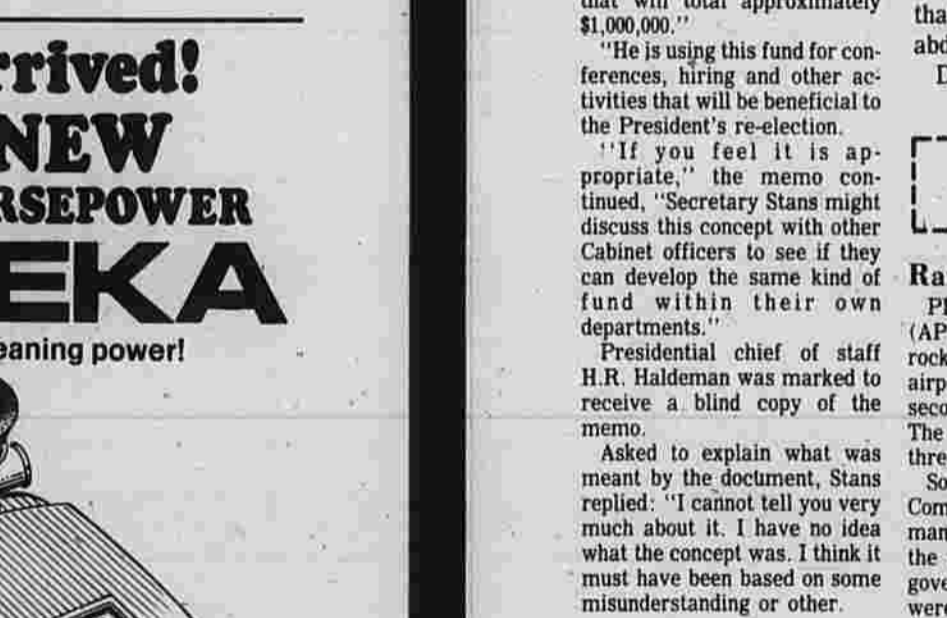 rrived!
NEW
RSEPOWER
EKA
eaning power!
that will total approximately
$1,000,000."
"He is using this fund for con-
ferences, hiring and other ac-
tivities that will be beneficial to
the President's re-election.
"If you feel it is ap-
propriate," the memo con-
tinued, "Secretary Stans might
discuss this concept with other
Cabinet officers to see if they
can develop the same kind of
fund within their own
departments."
Presidential chief of staff
H.R. Haldeman was marked to
receive a blind copy of the
memo.
Asked to explain what was
meant by the document, Stans
replied: "I cannot tell you very
much about it. I have no idea
what the concept was. I think it
must have been based on some
misunderstanding or other.
tha
Ra
(AP
rock
airp
seco
The
thre
So
Com
man
the
gove
were